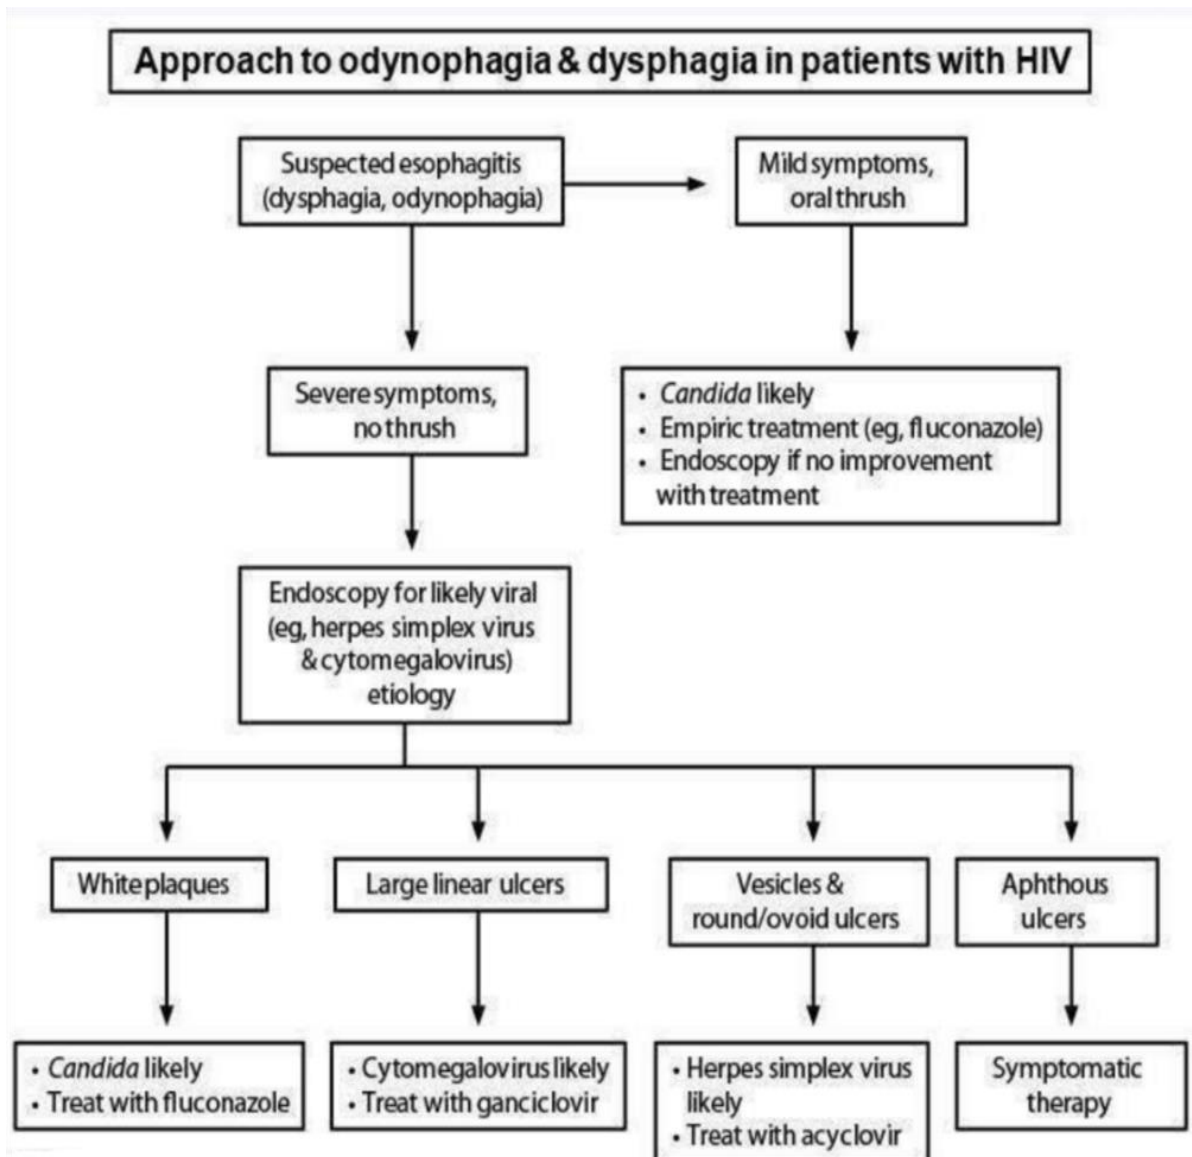 Approach to odynophagia & dysphagia in patients with HIV
Suspected esophagitis
(dysphagia, odynophagia)
Mild symptoms,
oral thrush
Severe symptoms,
no thrush
• Candida likely
• Empiric treatment (eg, fluconazole)
• Endoscopy if no improvement
with treatment
Endoscopy for likely viral
(eg, herpes simplex virus
& cytomegalovirus)
etiology
White plaques
Large linear ulcers
Vesicles &
round/ovoid ulcers
Aphthous
ulcers
• Candida likely
• Treat with fluconazole
• Cytomegalovirus likely
• Treat with ganciclovir
• Herpes simplex virus
likely
• Treat with acyclovir
Symptomatic
therapy